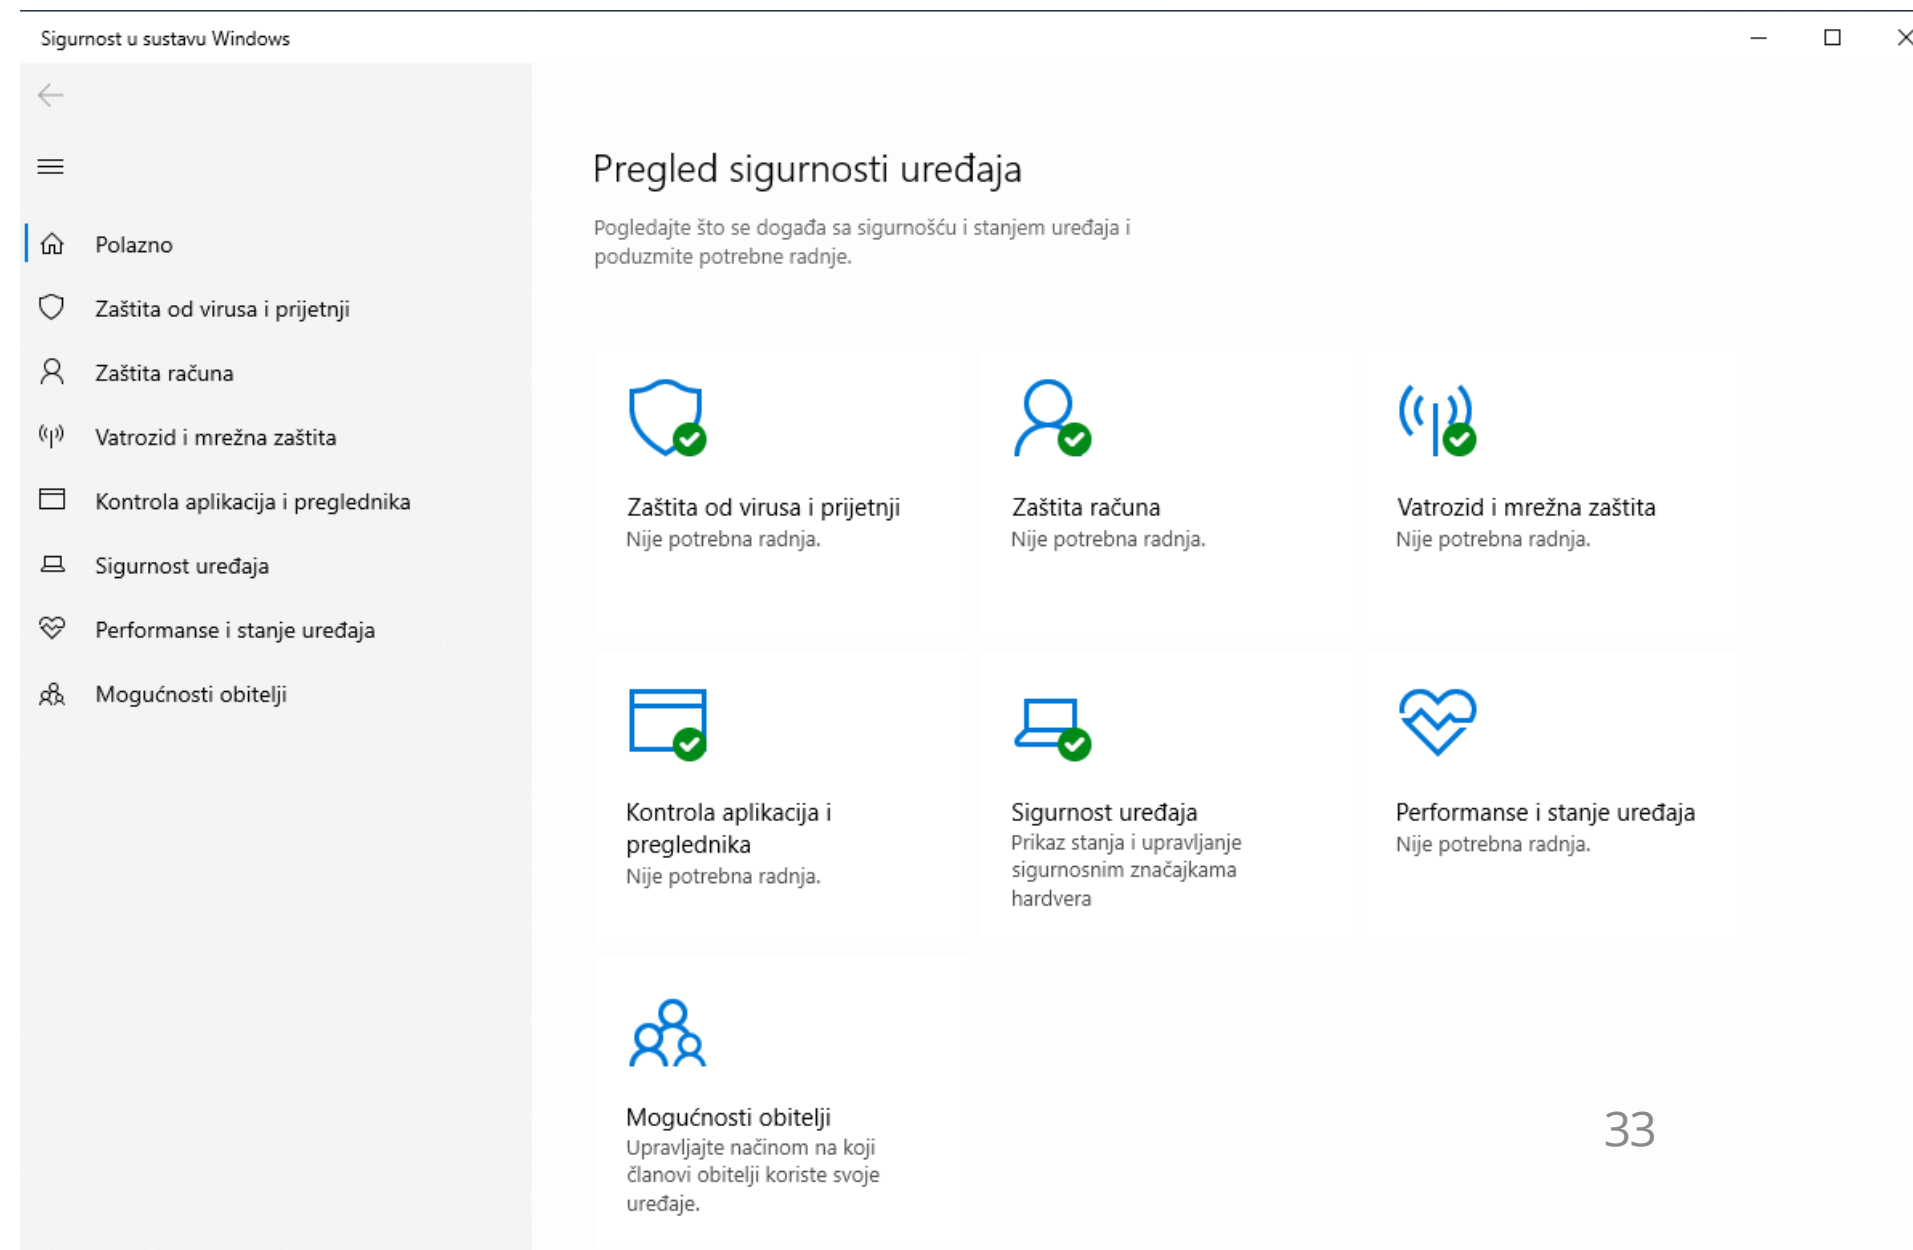 Sigurnost u sustavu Windows
Polazno
Zaštita od virusa i prijetnji
Zaštita računa
Vatrozid i mrežna zaštita
Kontrola aplikacija i preglednika
Sigurnost uređaja
Performanse i stanje uređaja
Mogućnosti obitelji
Pregled sigurnosti uređaja
Pogledajte što se događa sa sigurnošću i stanjem uređaja i
poduzmite potrebne radnje.
Zaštita od virusa i prijetnji
Nije potrebna radnja.
Zaštita računa
Nije potrebna radnja.
Vatrozid i mrežna zaštita
Nije potrebna radnja.
Kontrola aplikacija i
preglednika
Nije potrebna radnja.
Sigurnost uređaja
Prikaz stanja i upravljanje
sigurnosnim značajkama
hardvera
Performanse i stanje uređaja
Nije potrebna radnja.
Mogućnosti obitelji
Upravljajte načinom na koji
članovi obitelji koriste svoje
uređaje.
33